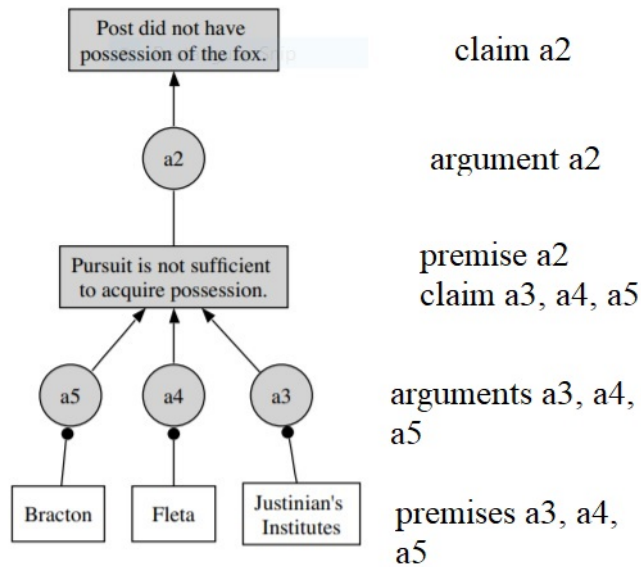 Post did not have
possession of the fox.
claim a2
a2
argument a2
Pursuit is not sufficient
to acquire possession.
premise a2
claim a3, a4, a5
a5
a4
a3
arguments a3, a4,
a5
Bracton
Fleta
Justinian's
Institutes
premises a3, a4,
a5